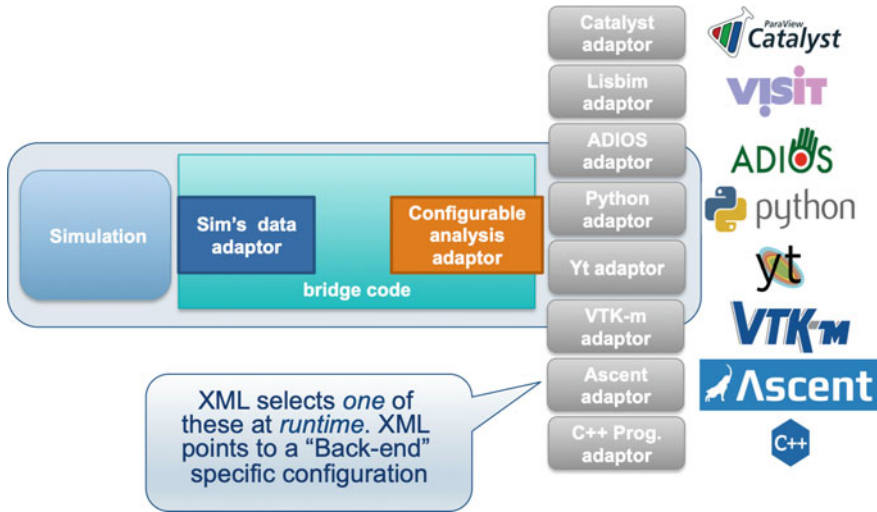 Catalyst
adaptor
ParaView
Catalyst
Lisbim
adaptor
VISIT
ADIOS
adaptor
ADIOS
Simulation
Sim's data
adaptor
Configurable
analysis
adaptor
bridge code
Python
adaptor
python
Yt adaptor
yt
VTK-m
adaptor
VTK-m
Ascent
adaptor
Ascent
C++ Prog.
adaptor
C++
XML selects one of
these at runtime. XML
points to a “Back-end”
specific configuration